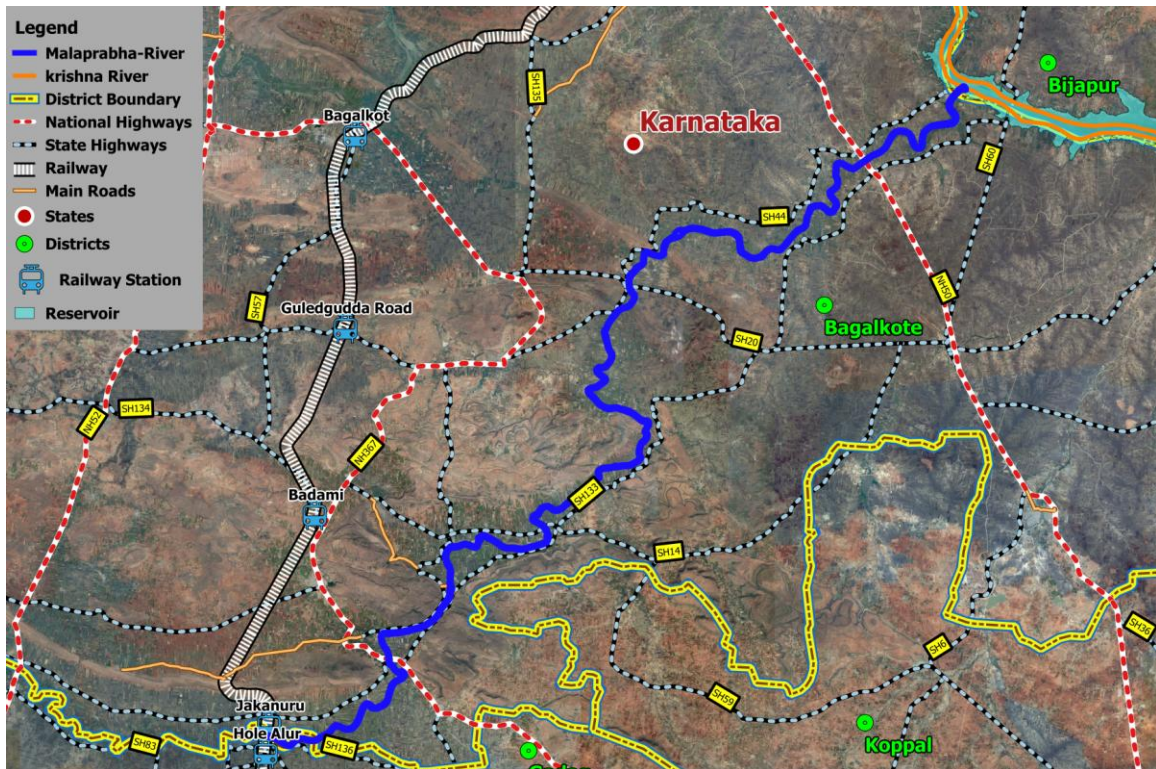 Legend
Malaprabha-River
krishna River
District Boundary
National Highways
State Highways
Railway
Main Roads
States
Districts
Railway Station
Reservoir
Bijapur
SH135
Bagalkot
Karnataka
SH60
SH44
NH50
SH57
Guledgudda Road
Bagalkote
SH20
SH134
NH52
NH367
Badami
SH133
SH14
SH36
SH6
SH59
Jakanuru
Hole Alur
Koppal
SH83
SH136